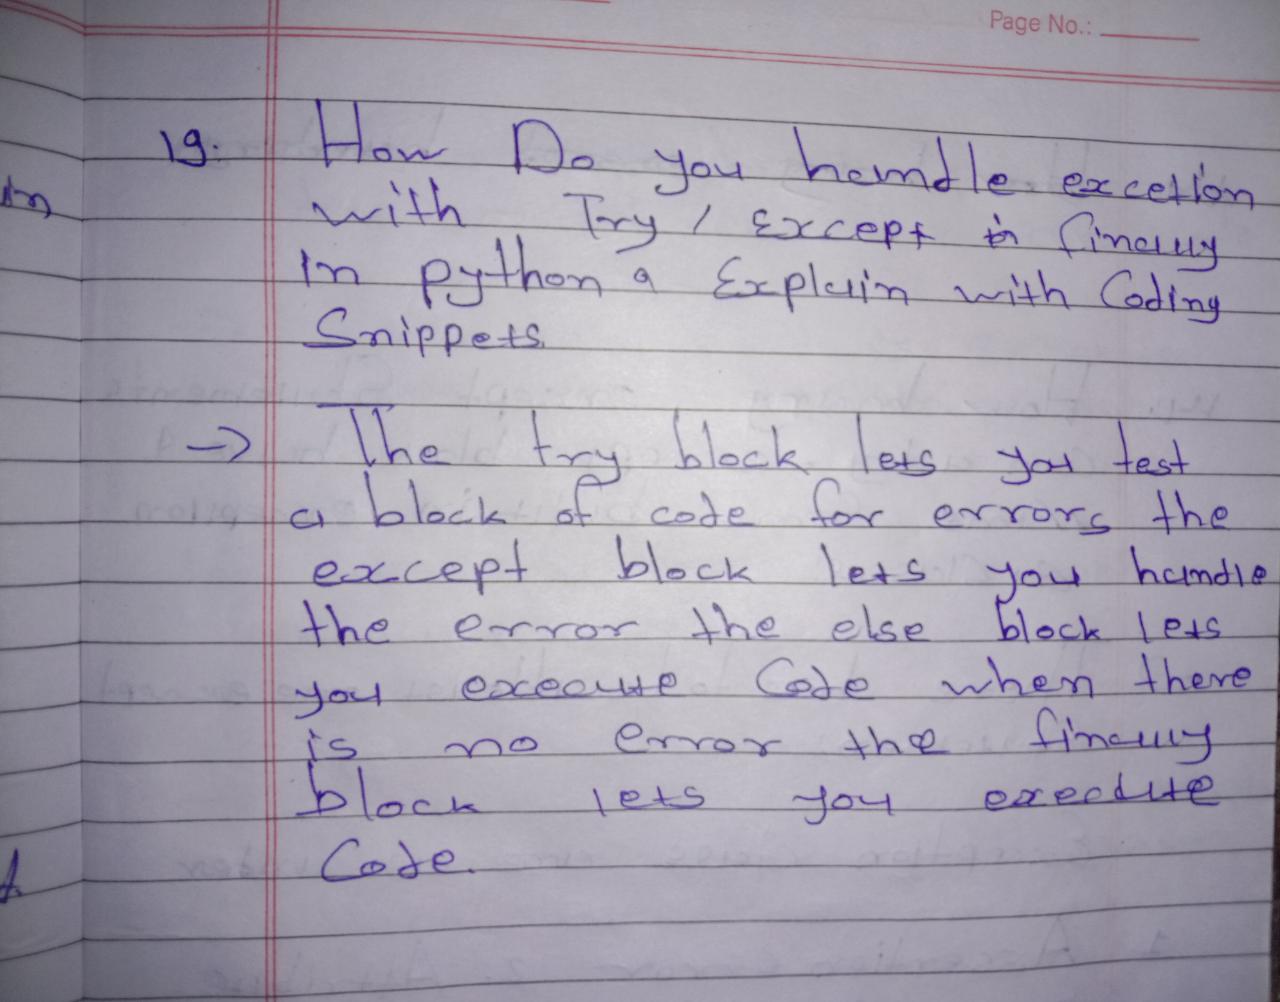 Page No.:
19. How Do you handle excetion
with Try / Except in finally
In python a Explain with Coding
Snippets.
→ The try block lets you test
a block of code for errors the
except block lets you handle
the error the else block lets
you execute Code when there
is no error the finally
block lets you execute
Code.